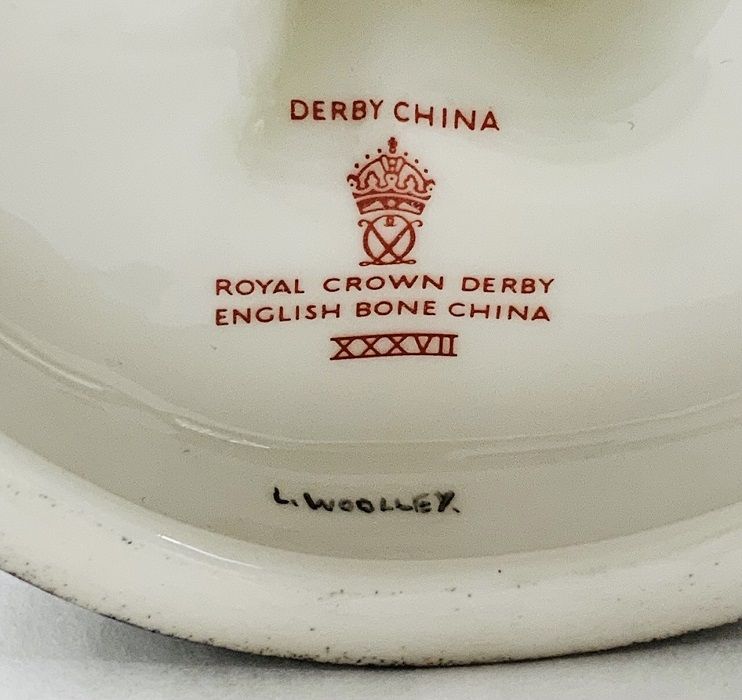 DERBY CHINA
ROYAL CROWN DERBY
ENGLISH BONE CHINA
XXXVII
L. WOOLLEY.